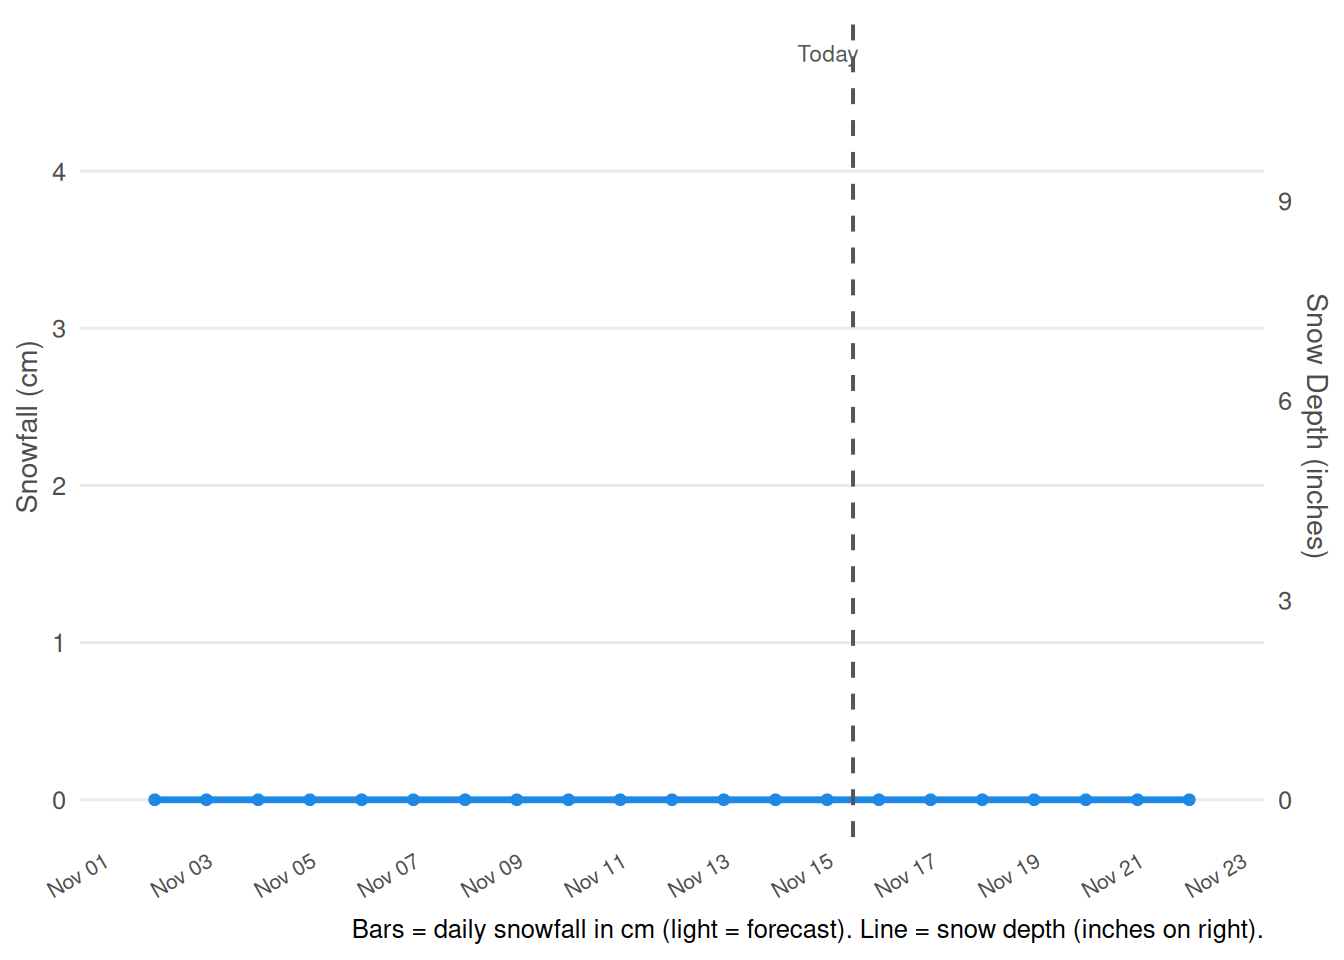 Today
4
3
2
1
0
Snowfall (cm)
9
6
3
0
Snow Depth (inches)
Nov 01
Nov 03
Nov 05
Nov 07
Nov 09
Nov 11
Nov 13
Nov 15
Nov 17
Nov 19
Nov 21
Nov 23
Bars = daily snowfall in cm (light = forecast). Line = snow depth (inches on right).